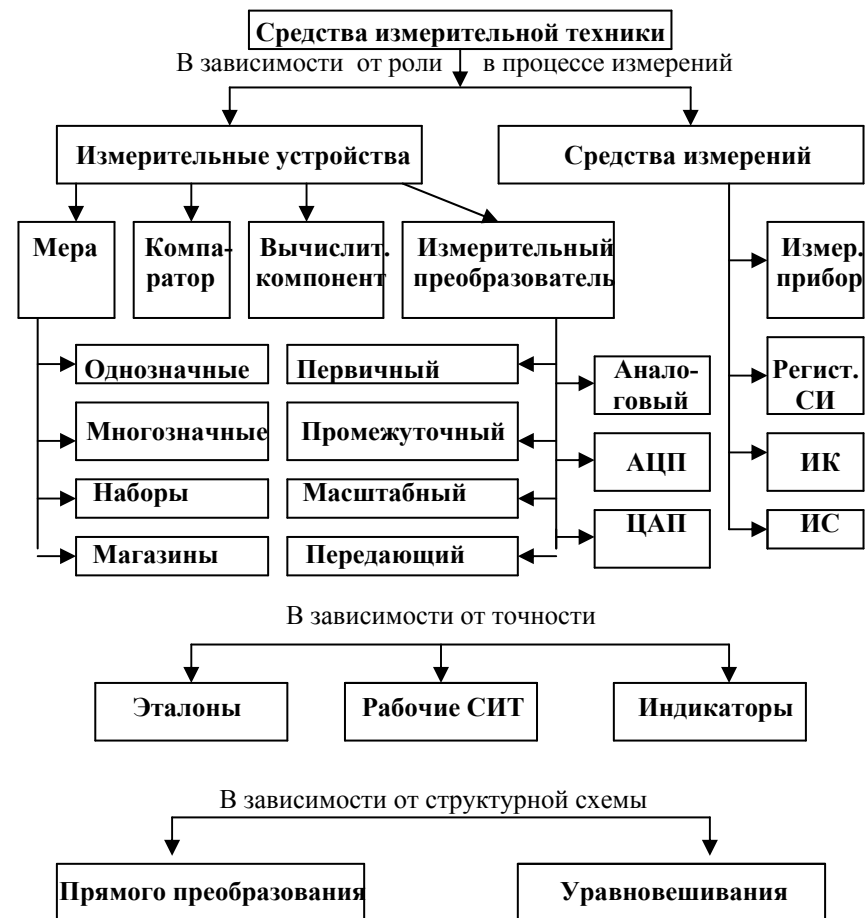 Средства измерительной техники
В зависимости от роли в процессе измерений
Измерительные устройства
Средства измерений
Мера
Компа-
ратор
Вычислит.
компонент
Измерительный
преобразователь
Измер.
прибор
Однозначные
Многозначные
Наборы
Магазины
Первичный
Промежуточный
Масштабный
Передающий
Анало-
говый
АЦП
ЦАП
Регист.
СИ
ИК
ИС
В зависимости от точности
Эталоны
Рабочие СИТ
Индикаторы
В зависимости от структурной схемы
Прямого преобразования
Уравновешивания